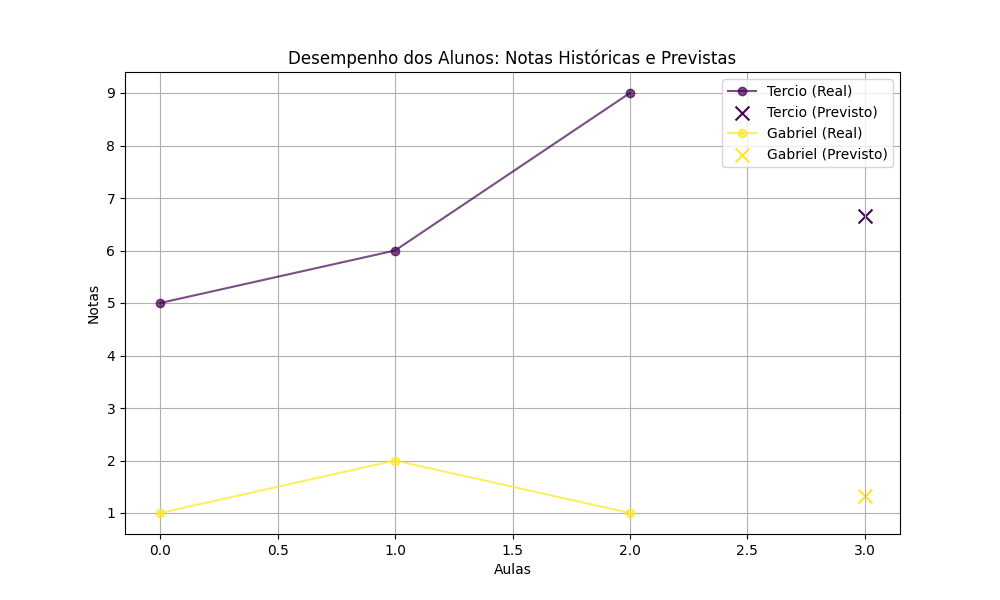 Desempenho dos Alunos: Notas Históricas e Previstas
Tercio (Real)
Tercio (Previsto)
Gabriel (Real)
Gabriel (Previsto)
Notas
9
8
7
6
5
4
3
2
1
0.0 0.5 1.0 1.5 2.0 2.5 3.0
Aulas